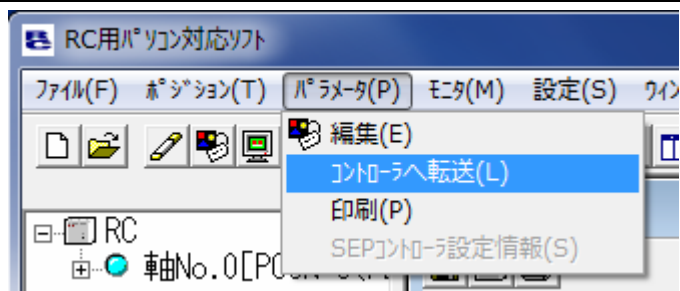 RC用ﾊﾟｿｺﾝ対応ｿﾌﾄ
ﾌｧｲﾙ(F) ﾎﾟｼﾞｼｮﾝ(T) ﾊﾟﾗﾒｰﾀ(P) ﾓﾆﾀ(M) 設定(S)
編集(E)
ｺﾝﾄﾛｰﾗへ転送(L)
印刷(P)
SEPｺﾝﾄﾛｰﾗ設定情報(S)
RC
軸No.0